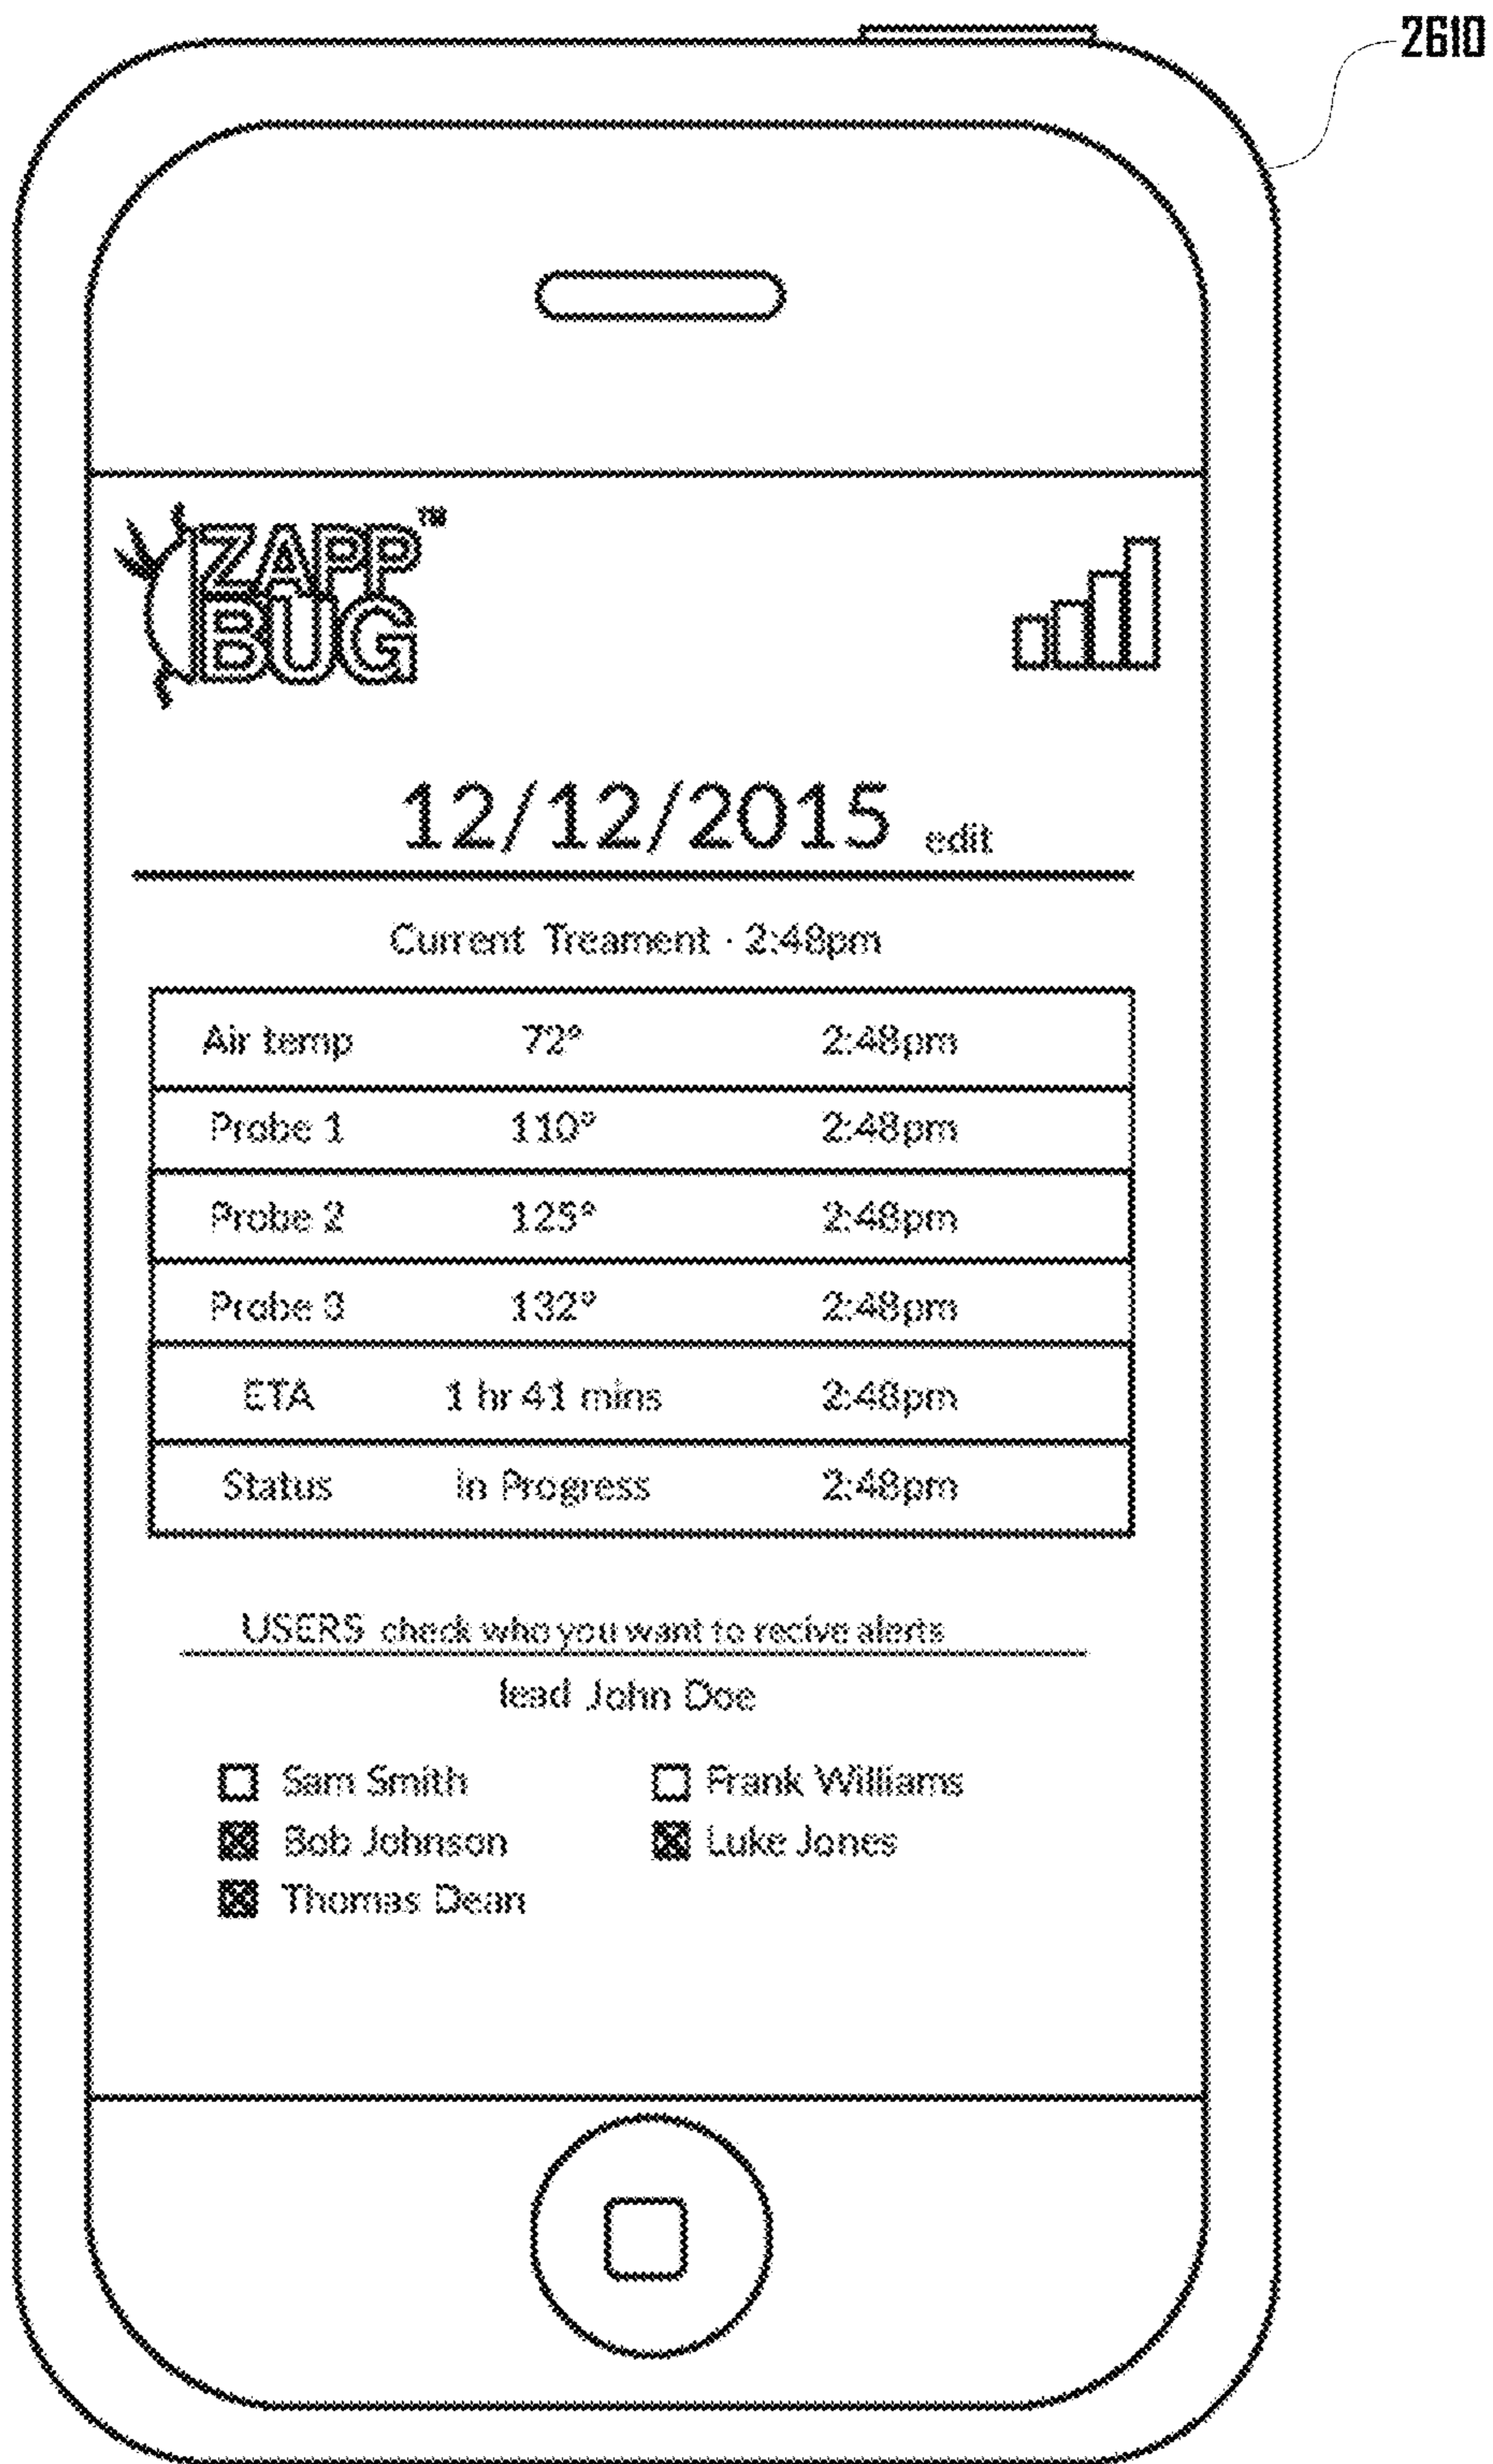 2610
ZAPP™
BUG
12/12/2015 edit
Current Treament · 2:48pm
Air temp 72° 2:48pm
Probe 1 110° 2:48pm
Probe 2 125° 2:48pm
Probe 3 132° 2:48pm
ETA 1 hr 41 mins 2:48pm
Status in Progress 2:48pm
USERS check who you want to recive alerts
lead John Doe
Sam Smith Frank Williams
Bob Johnson Luke Jones
Thomas Dean